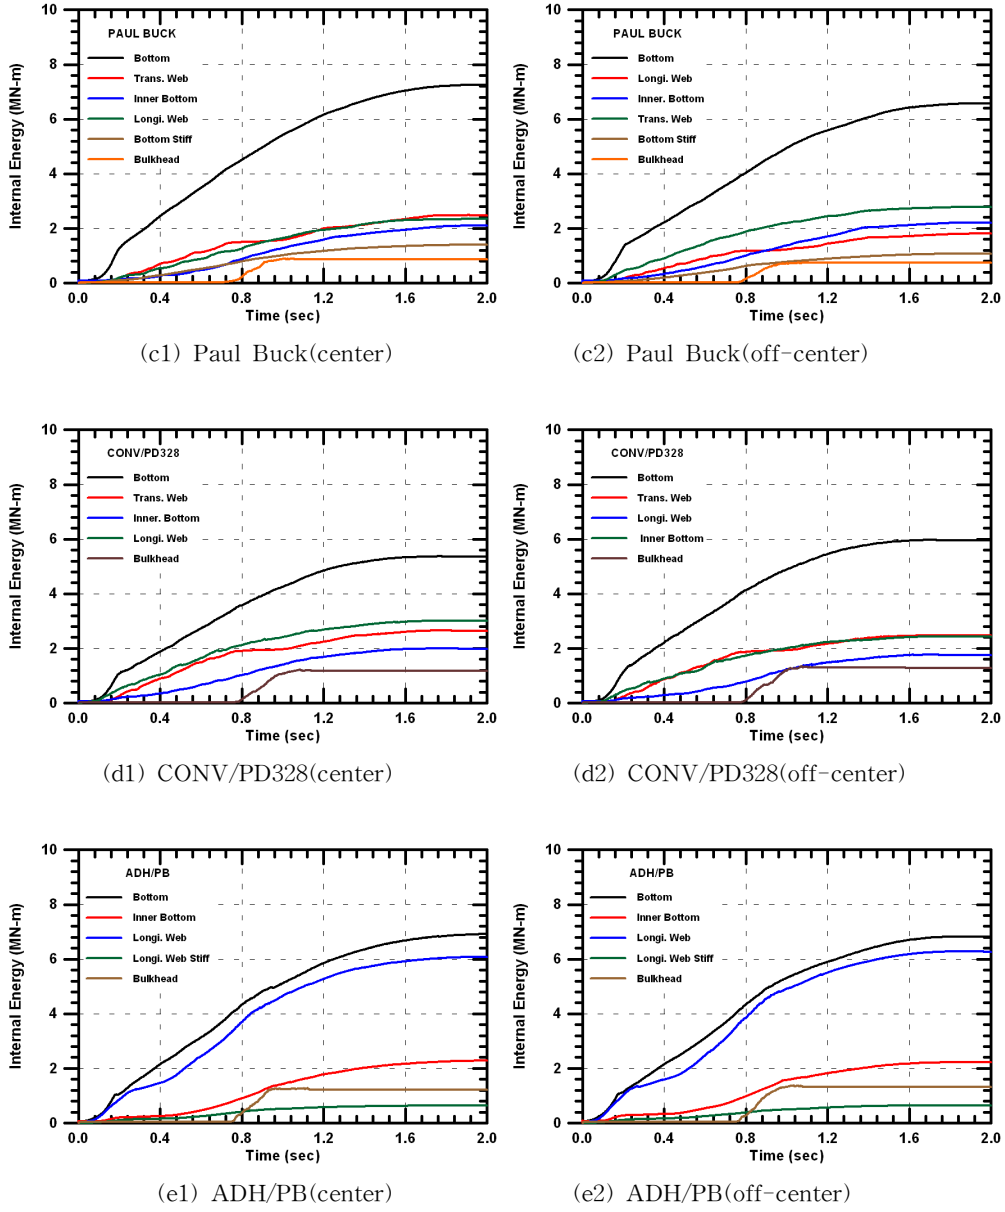 10
8
6
4
2
0
Internal Energy (MN-m)
PAUL BUCK
Bottom
Trans. Web
Inner Bottom
Longi. Web
Bottom Stiff
Bulkhead
0.0 0.4 0.8 1.2 1.6 2.0
Time (sec)
(c1) Paul Buck(center)
10
8
6
4
2
0
Internal Energy (MN-m)
PAUL BUCK
Bottom
Longi. Web
Inner. Bottom
Trans. Web
Bottom Stiff
Bulkhead
0.0 0.4 0.8 1.2 1.6 2.0
Time (sec)
(c2) Paul Buck(off-center)
10
8
6
4
2
0
Internal Energy (MN-m)
CONV/PD328
Bottom
Trans. Web
Inner. Bottom
Longi. Web
Bulkhead
0.0 0.4 0.8 1.2 1.6 2.0
Time (sec)
(d1) CONV/PD328(center)
10
8
6
4
2
0
Internal Energy (MN-m)
CONV/PD328
Bottom
Trans. Web
Longi. Web
Inner Bottom
Bulkhead
0.0 0.4 0.8 1.2 1.6 2.0
Time (sec)
(d2) CONV/PD328(off-center)
10
8
6
4
2
0
Internal Energy (MN-m)
ADH/PB
Bottom
Inner Bottom
Longi. Web
Longi. Web Stiff
Bulkhead
0.0 0.4 0.8 1.2 1.6 2.0
Time (sec)
(e1) ADH/PB(center)
10
8
6
4
2
0
Internal Energy (MN-m)
ADH/PB
Bottom
Inner Bottom
Longi. Web
Longi. Web Stiff
Bulkhead
0.0 0.4 0.8 1.2 1.6 2.0
Time (sec)
(e2) ADH/PB(off-center)